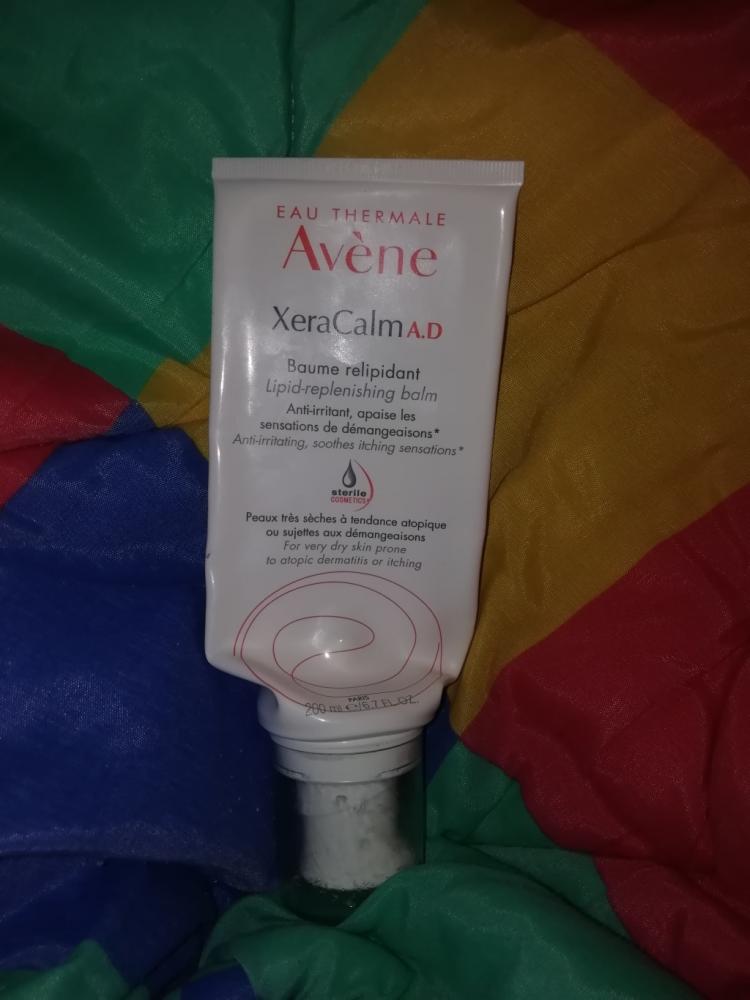 EAU THERMALE
Avène
XeraCalm A.D
Baume relipidant
Lipid-replenishing balm
Anti-irritant, apaise les
sensations de démangeaisons*
Anti-irritating, soothes itching sensations*
sterile
COSMETICS
Peaux très sèches à tendance atopique
ou sujettes aux démangeaisons
For very dry skin prone
to atopic dermatitis or itching
PARIS
200 ml e/6.7 FL.OZ.